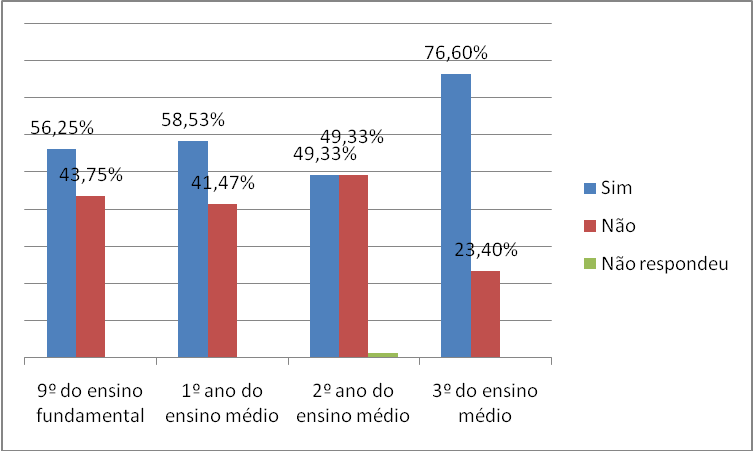 76,60%
58,53%
56,25%
49,33%
49,33%
43,75%
41,47%
23,40%
Sim
Não
Não respondeu
9º do ensino
fundamental
1º ano do
ensino médio
2º ano do
ensino médio
3º do ensino
médio